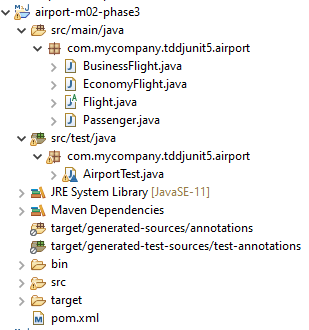 airport-m02-phase3
src/main/java
com.mycompany.tddjunit5.airport
BusinessFlight.java
EconomyFlight.java
Flight.java
Passenger.java
src/test/java
com.mycompany.tddjunit5.airport
AirportTest.java
JRE System Library [JavaSE-11]
Maven Dependencies
target/generated-sources/annotations
target/generated-test-sources/test-annotations
bin
src
target
pom.xml